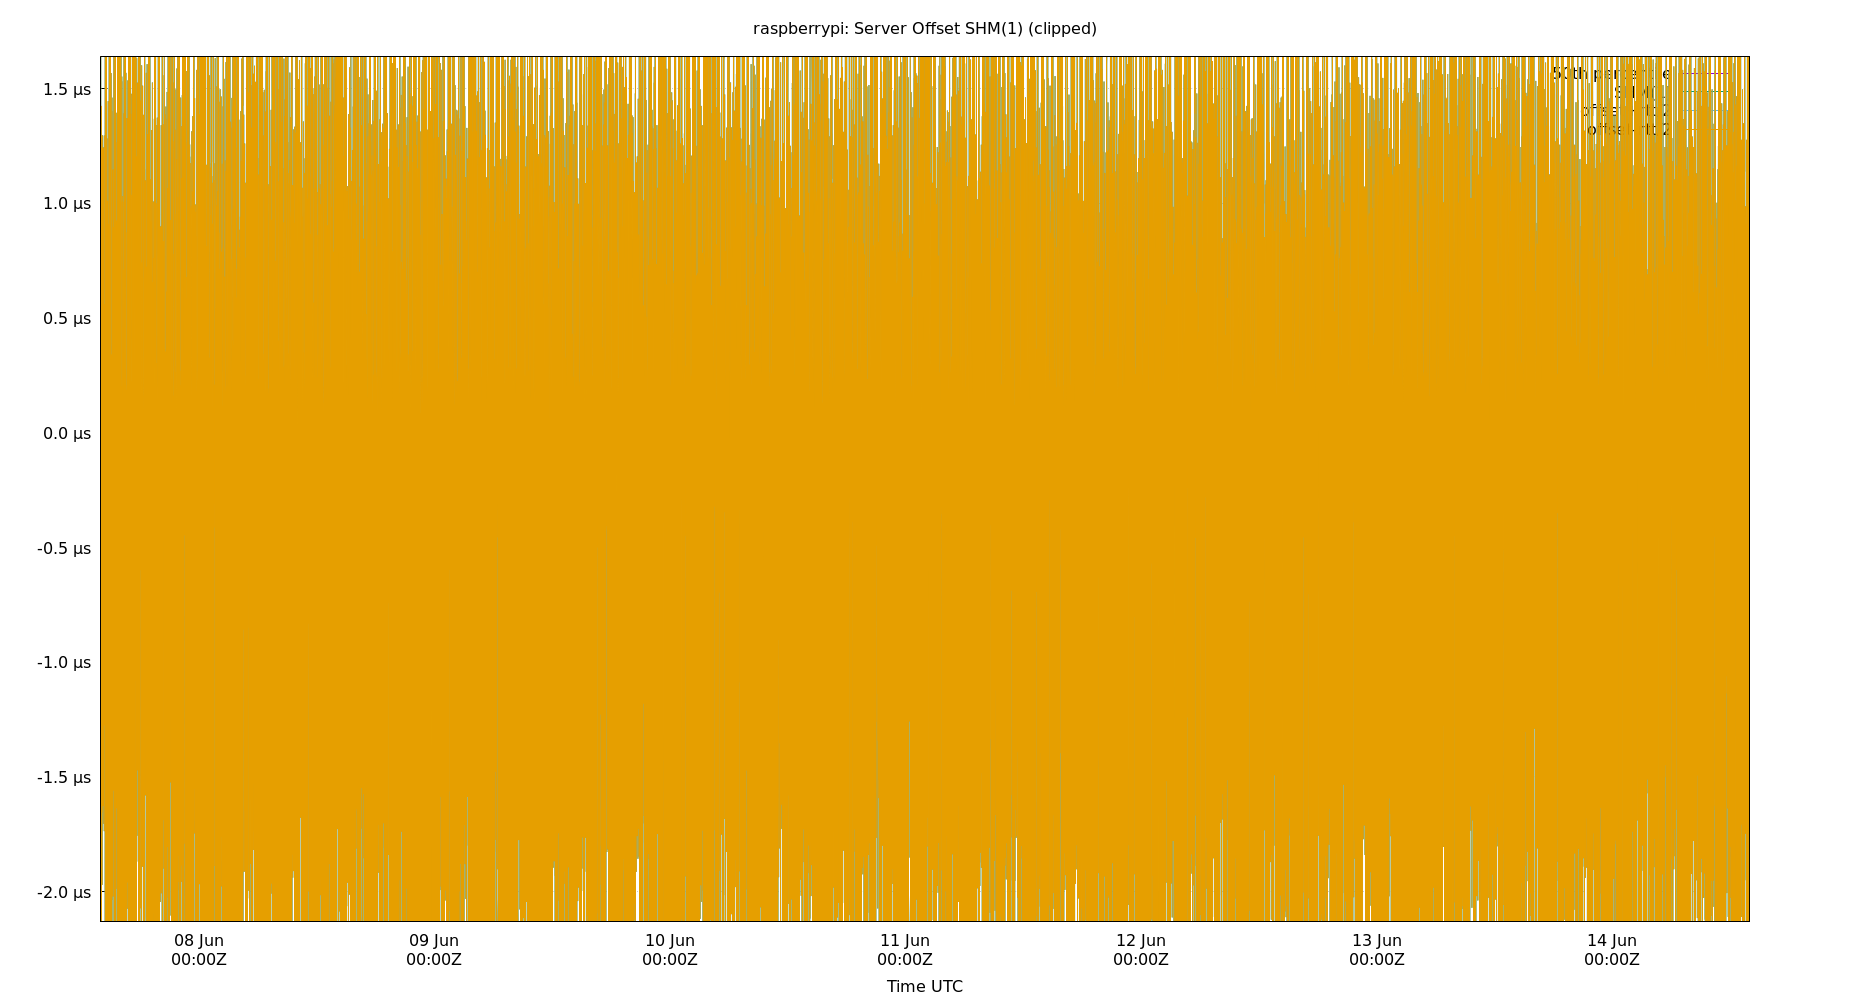 raspberrypi: Server Offset SHM(1) (clipped)
1.5 µs
1.0 µs
0.5 µs
0.0 µs
-0.5 µs
-1.0 µs
-1.5 µs
-2.0 µs
08 Jun 09 Jun 10 Jun 11 Jun 12 Jun 13 Jun 14 Jun
00:00Z 00:00Z 00:00Z 00:00Z 00:00Z 00:00Z 00:00Z
Time UTC